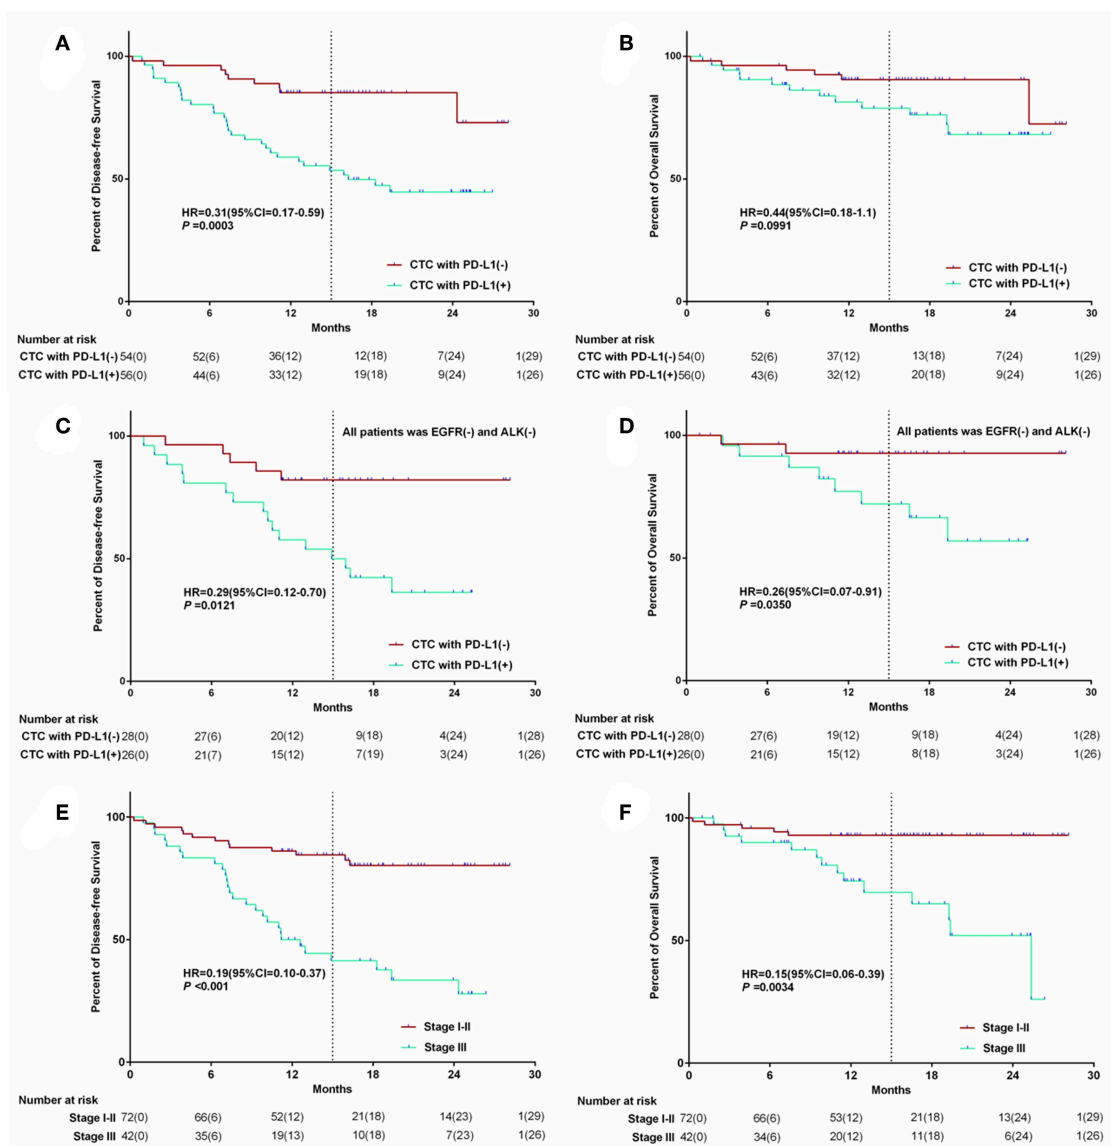 A
Percent of Disease-free Survival
100
50
0
HR=0.31(95%CI=0.17-0.59)
P =0.0003
CTC with PD-L1(-)
CTC with PD-L1(+)
0 6 12 18 24 30
Months
Number at risk
CTC with PD-L1(-) 54(0) 52(6) 36(12) 12(18) 7(24) 1(29)
CTC with PD-L1(+) 56(0) 44(6) 33(12) 19(18) 9(24) 1(26)
B
Percent of Overall Survival
100
50
0
HR=0.44(95%CI=0.18-1.1)
P =0.0991
CTC with PD-L1(-)
CTC with PD-L1(+)
0 6 12 18 24 30
Months
Number at risk
CTC with PD-L1(-) 54(0) 52(6) 37(12) 13(18) 7(24) 1(29)
CTC with PD-L1(+) 56(0) 43(6) 32(12) 20(18) 9(24) 1(26)
C
All patients was EGFR(-) and ALK(-)
Percent of Disease-free Survival
100
50
0
HR=0.29(95%CI=0.12-0.70)
P =0.0121
CTC with PD-L1(-)
CTC with PD-L1(+)
0 6 12 18 24 30
Months
Number at risk
CTC with PD-L1(-) 28(0) 27(6) 20(12) 9(18) 4(24) 1(28)
CTC with PD-L1(+) 26(0) 21(7) 15(12) 7(19) 3(24) 1(26)
D
All patients was EGFR(-) and ALK(-)
Percent of Overall Survival
100
50
0
HR=0.26(95%CI=0.07-0.91)
P =0.0350
CTC with PD-L1(-)
CTC with PD-L1(+)
0 6 12 18 24 30
Months
Number at risk
CTC with PD-L1(-) 28(0) 27(6) 19(12) 9(18) 4(24) 1(28)
CTC with PD-L1(+) 26(0) 21(6) 15(12) 8(18) 3(24) 1(26)
E
Percent of Disease-free Survival
100
50
0
HR=0.19(95%CI=0.10-0.37)
P <0.001
Stage I-II
Stage III
0 6 12 18 24 30
Months
Number at risk
Stage I-II 72(0) 66(6) 52(12) 21(18) 14(23) 1(29)
Stage III 42(0) 35(6) 19(13) 10(18) 7(23) 1(26)
F
Percent of Overall Survival
100
50
0
HR=0.15(95%CI=0.06-0.39)
P =0.0034
Stage I-II
Stage III
0 6 12 18 24 30
Months
Number at risk
Stage I-II 72(0) 66(6) 53(12) 21(18) 13(24) 1(29)
Stage III 42(0) 34(6) 20(12) 11(18) 6(24) 1(26)